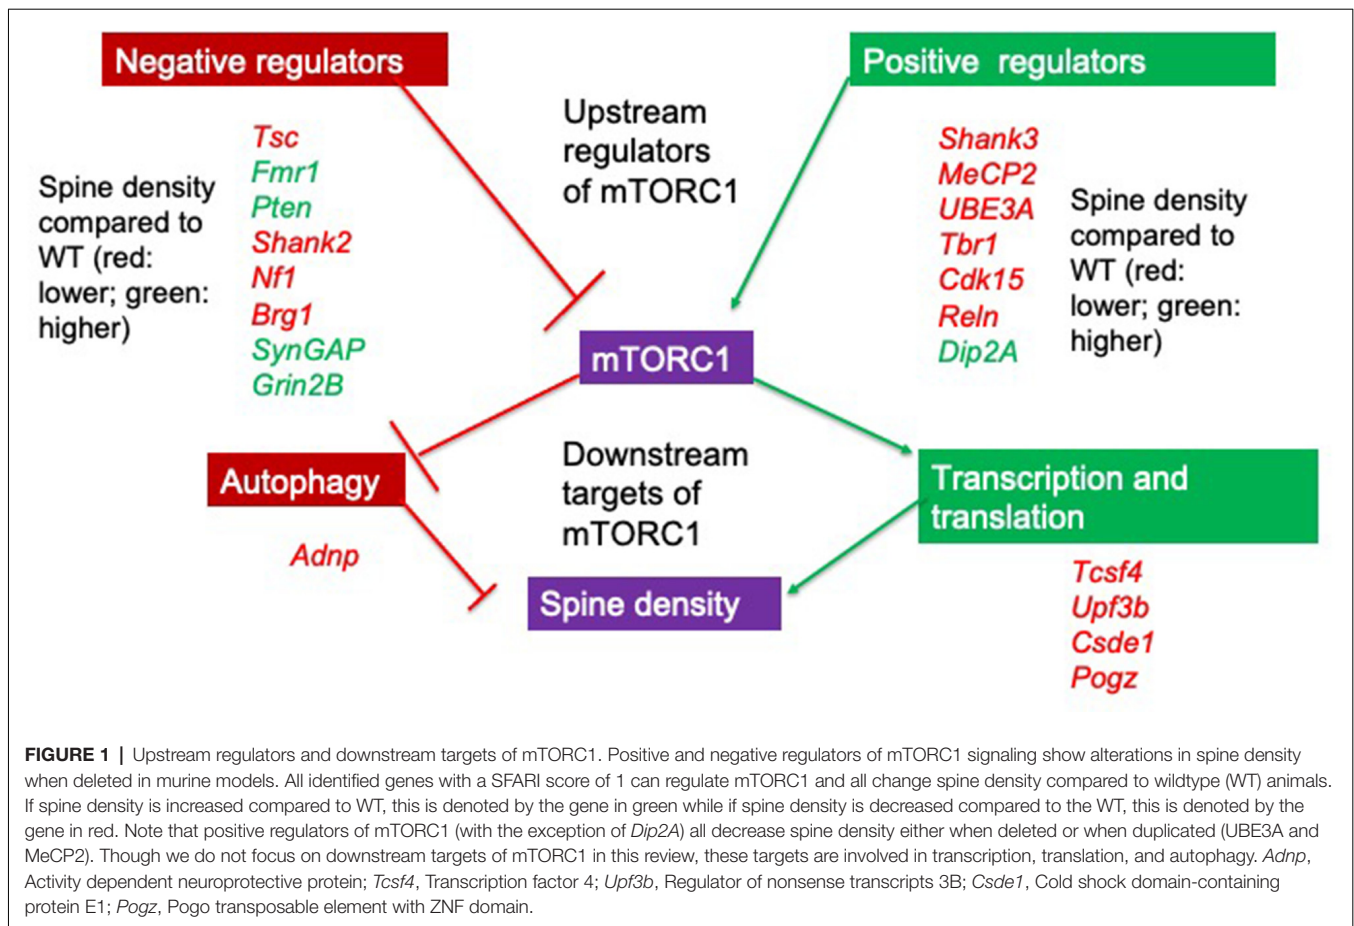 Negative regulators
Positive regulators
Upstream
regulators
of mTORC1
Tsc
Fmr1
Pten
Shank2
Nf1
Brg1
SynGAP
Grin2B
Spine density
compared to
WT (red:
lower; green:
higher)
Shank3
MeCP2
UBE3A
Tbr1
Cdk15
Reln
Dip2A
Spine density
compared to
WT (red:
lower; green:
higher)
mTORC1
Autophagy
Downstream
targets of
mTORC1
Transcription and
translation
Adnp
Spine density
Tcsf4
Upf3b
Csde1
Pogz
FIGURE 1 | Upstream regulators and downstream targets of mTORC1. Positive and negative regulators of mTORC1 signaling show alterations in spine density
when deleted in murine models. All identified genes with a SFARI score of 1 can regulate mTORC1 and all change spine density compared to wildtype (WT) animals.
If spine density is increased compared to WT, this is denoted by the gene in green while if spine density is decreased compared to the WT, this is denoted by the
gene in red. Note that positive regulators of mTORC1 (with the exception of Dip2A) all decrease spine density either when deleted or when duplicated (UBE3A and
MeCP2). Though we do not focus on downstream targets of mTORC1 in this review, these targets are involved in transcription, translation, and autophagy. Adnp,
Activity dependent neuroprotective protein; Tcsf4, Transcription factor 4; Upf3b, Regulator of nonsense transcripts 3B; Csde1, Cold shock domain-containing
protein E1; Pogz, Pogo transposable element with ZNF domain.